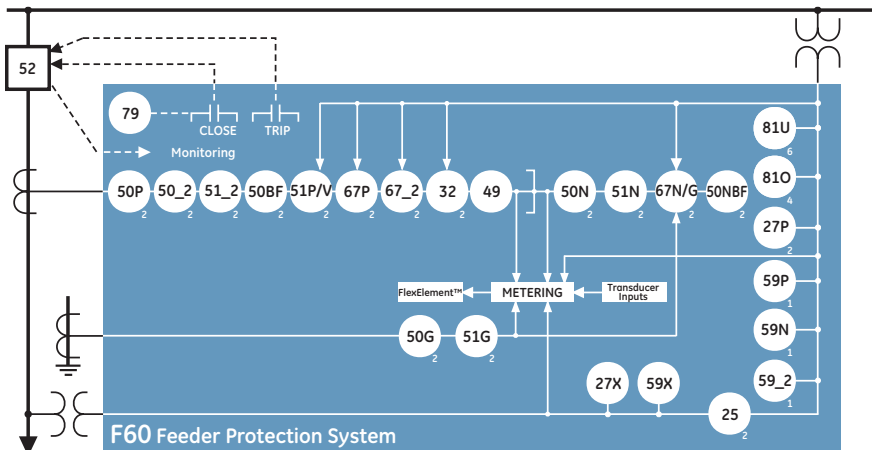 52
79
CLOSE
TRIP
Monitoring
81U
6
81O
4
50P
2
50_2
2
51_2
2
50BF
2
51P/V
2
67P
2
67_2
2
32
2
49
50N
2
51N
2
67N/G
2
50NBF
2
27P
2
59P
1
FlexElement™
METERING
Transducer
Inputs
59N
1
50G
2
51G
2
27X
59X
59_2
1
25
2
F60 Feeder Protection System